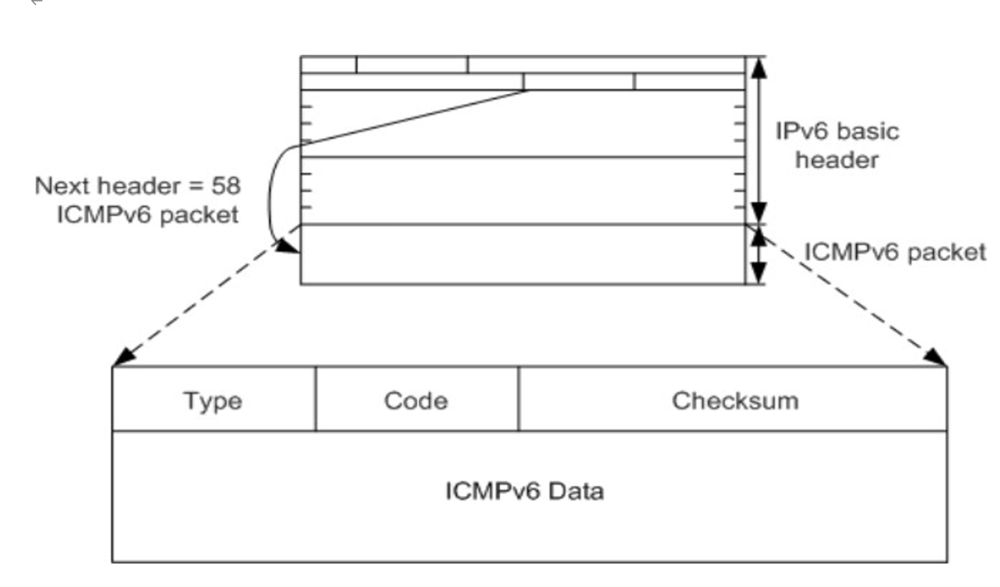 IPv6 basic
header
Next header = 58
ICMPv6 packet
ICMPv6 packet
Type
Code
Checksum
ICMPv6 Data